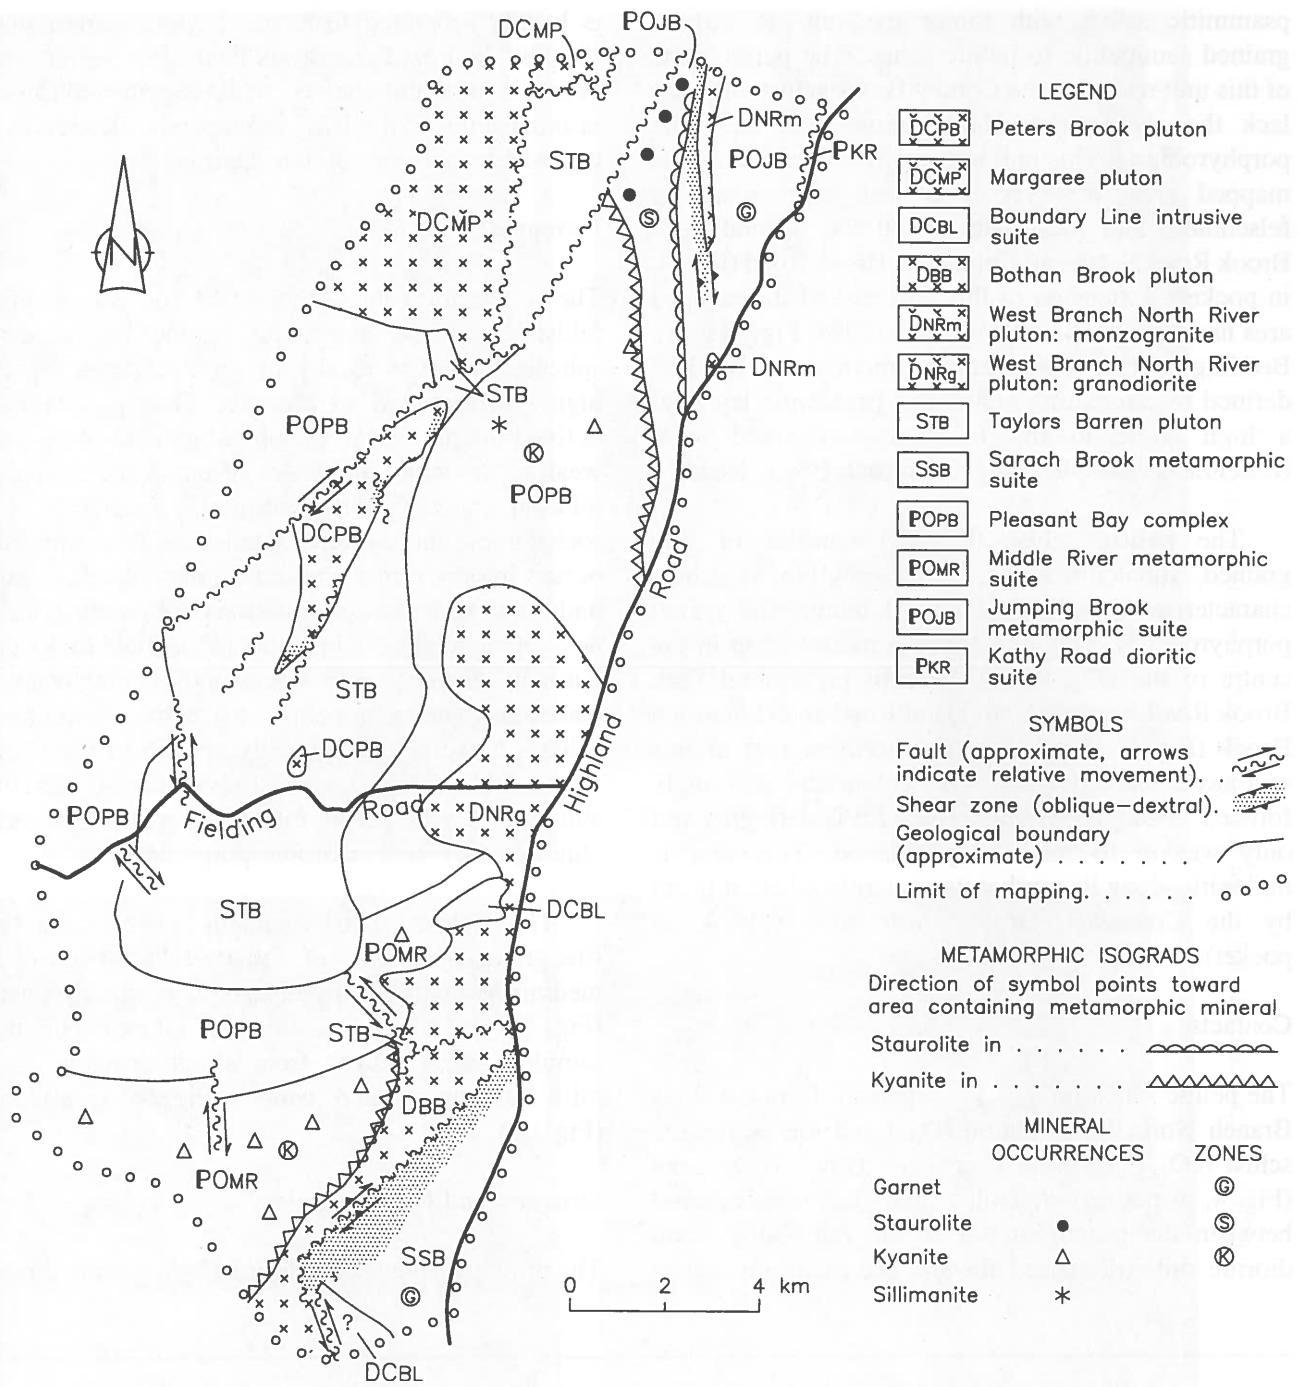 DCMP
PꟼOJB
STB
DNRm
POJB
PKR
DCMP
S
G
N
DNRm
STB
POPB
K
POPB
DCPB
Highland Road
STB
DCPB
POPB
Fielding Road
DNRg
STB
DCBL
POMR
POPB
STB
DBB
K
POMR
SSB
G
?
DCBL
0 2 4 km
LEGEND
DCPB Peters Brook pluton
DCMP Margaree pluton
DCBL Boundary Line intrusive
suite
DBB Bothan Brook pluton
DNRm West Branch North River
pluton: monzogranite
DNRg West Branch North River
pluton: granodiorite
STB Taylors Barren pluton
SSB Sarach Brook metamorphic
suite
POPB Pleasant Bay complex
POMR Middle River metamorphic
suite
POJB Jumping Brook
metamorphic suite
PKR Kathy Road dioritic
suite
SYMBOLS
Fault (approximate, arrows
indicate relative movement). .
Shear zone (oblique-dextral). .
Geological boundary
(approximate) . . . . . . . . . .
Limit of mapping. . . . . . .
METAMORPHIC ISOGRADS
Direction of symbol points toward
area containing metamorphic mineral
Staurolite in . . . . . .
Kyanite in . . . . . . .
MINERAL
OCCURRENCES ZONES
Garnet G
Staurolite S
Kyanite K
Sillimanite